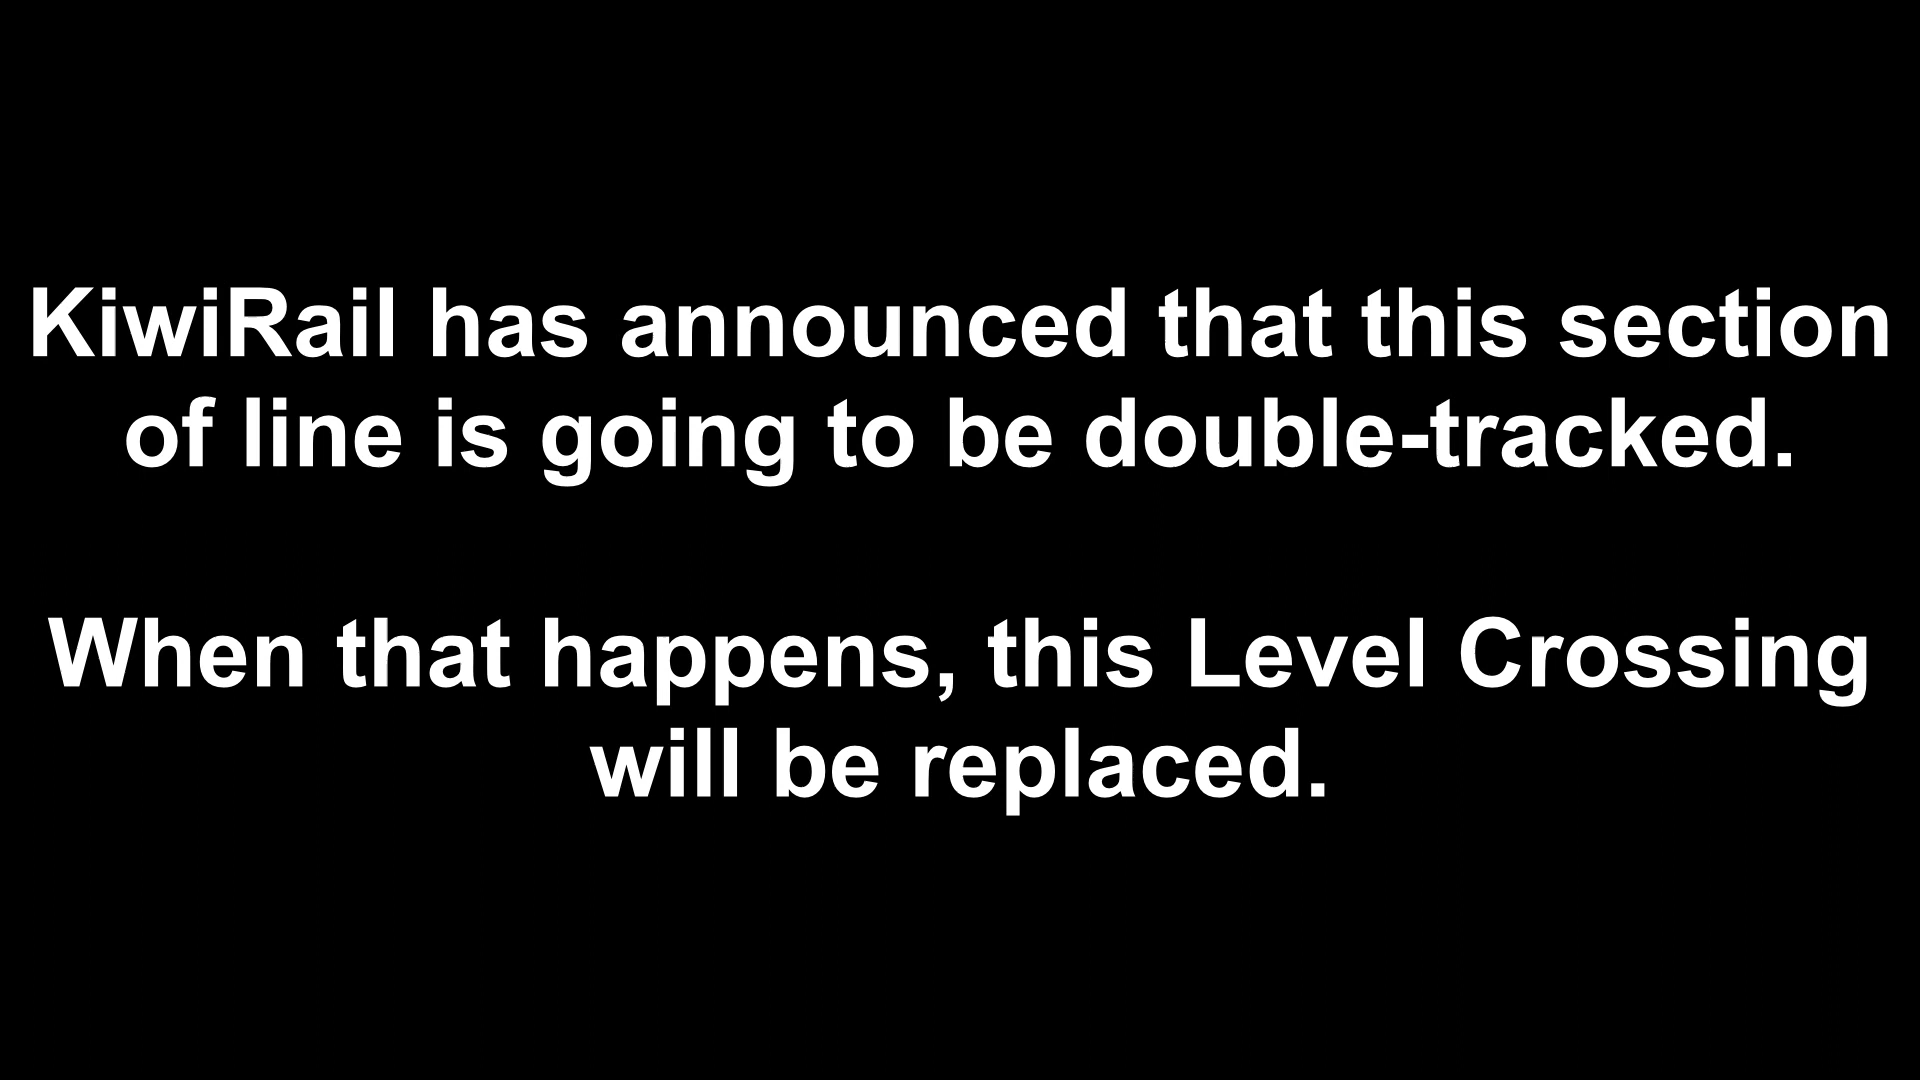 KiwiRail has announced that this section
of line is going to be double-tracked.
When that happens, this Level Crossing
will be replaced.